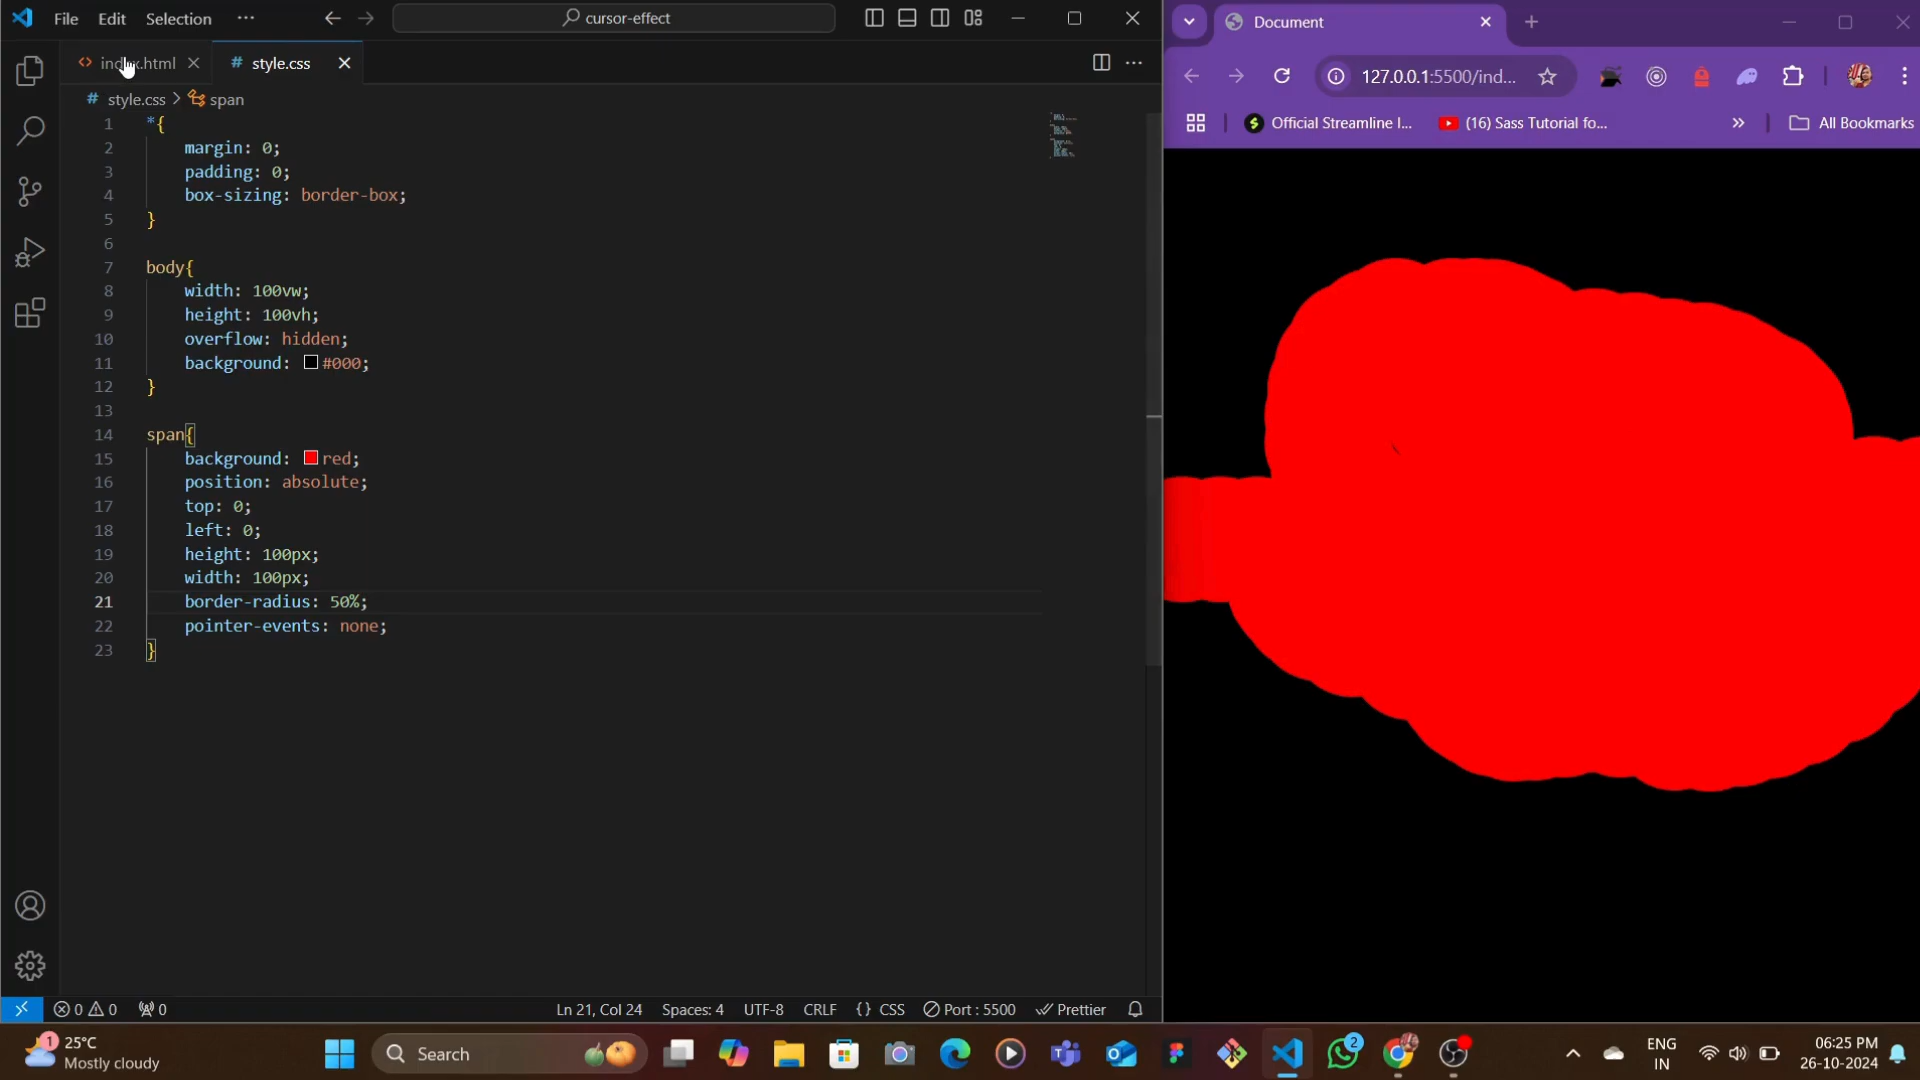 File Edit Selection ··· cursor-effect
index.html style.css
style.css > span
1 *{
2 margin: 0;
3 padding: 0;
4 box-sizing: border-box;
5 }
6
7 body{
8 width: 100vw;
9 height: 100vh;
10 overflow: hidden;
11 background: #000;
12 }
13
14 span{
15 background: red;
16 position: absolute;
17 top: 0;
18 left: 0;
19 height: 100px;
20 width: 100px;
21 border-radius: 50%;
22 pointer-events: none;
23 }
0 0 0 Ln 21, Col 24 Spaces: 4 UTF-8 CRLF {} CSS Port : 5500 Prettier
Document
127.0.0.1:5500/ind...
Official Streamline I... (16) Sass Tutorial fo... » All Bookmarks
1 25°C
Mostly cloudy
Search
2
ENG
IN
06:25 PM
26-10-2024